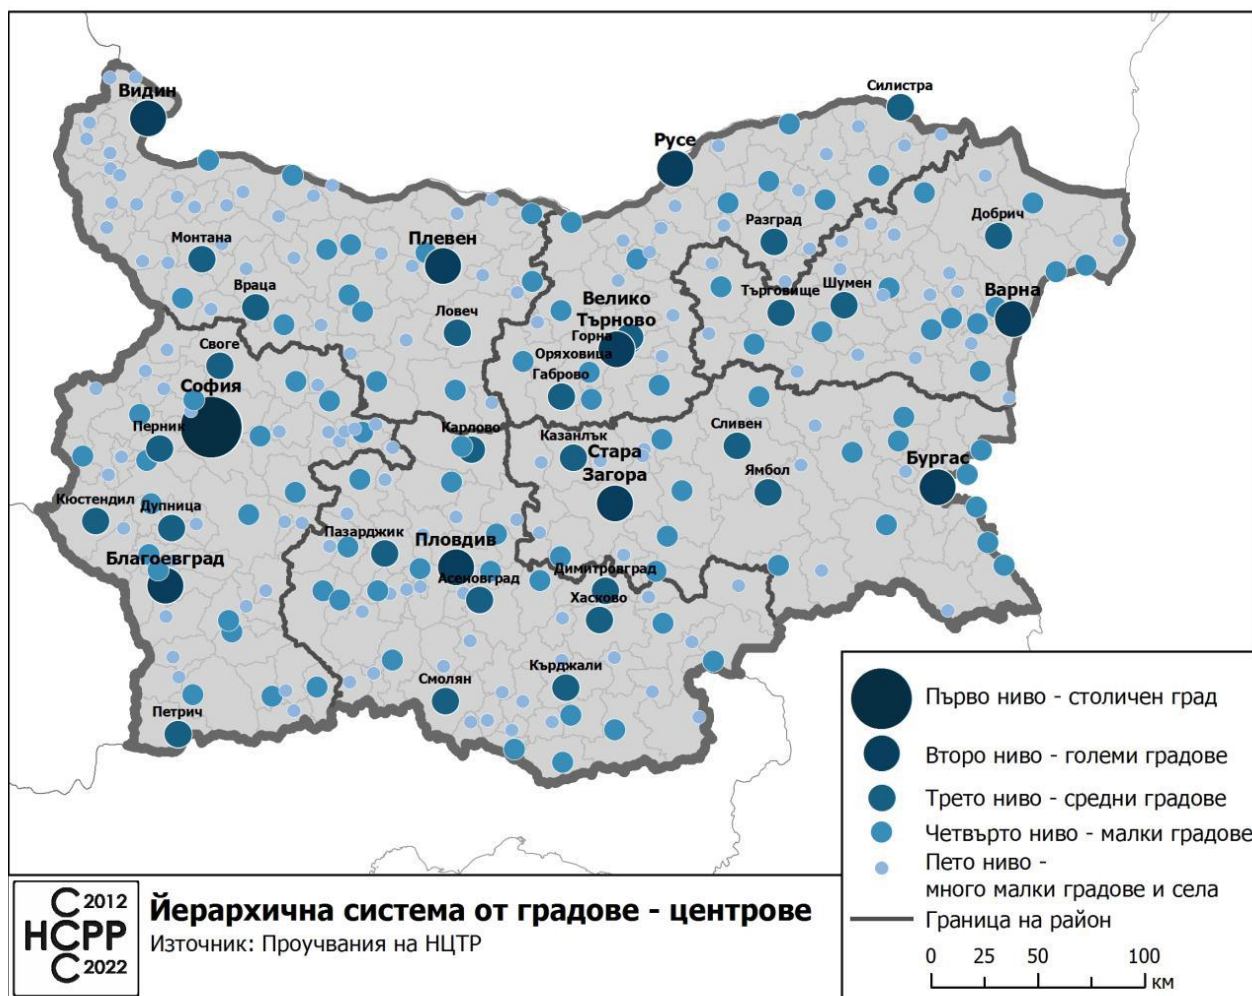 Видин
Силистра
Русе
Добрич
Разград
Монтана
Плевен
Враца
Ловеч
Велико
Търново
Горна
Оряховица
Габрово
Търговище
Шумен
Варна
Своге
София
Перник
Карлово
Казанлък
Стара
Загора
Сливен
Ямбол
Бургас
Кюстендил
Дупница
Благоевград
Пазарджик
Пловдив
Асеновград
Димитровград
Хасково
Кърджали
Смолян
Петрич
Първо ниво - столичен град
Второ ниво - големи градове
Трето ниво - средни градове
Четвърто ниво - малки градове
Пето ниво -
много малки градове и села
Граница на район
0 25 50 100
км
С 2012
НСРР
С 2022
Йерархична система от градове - центрове
Източник: Проучвания на НЦТР